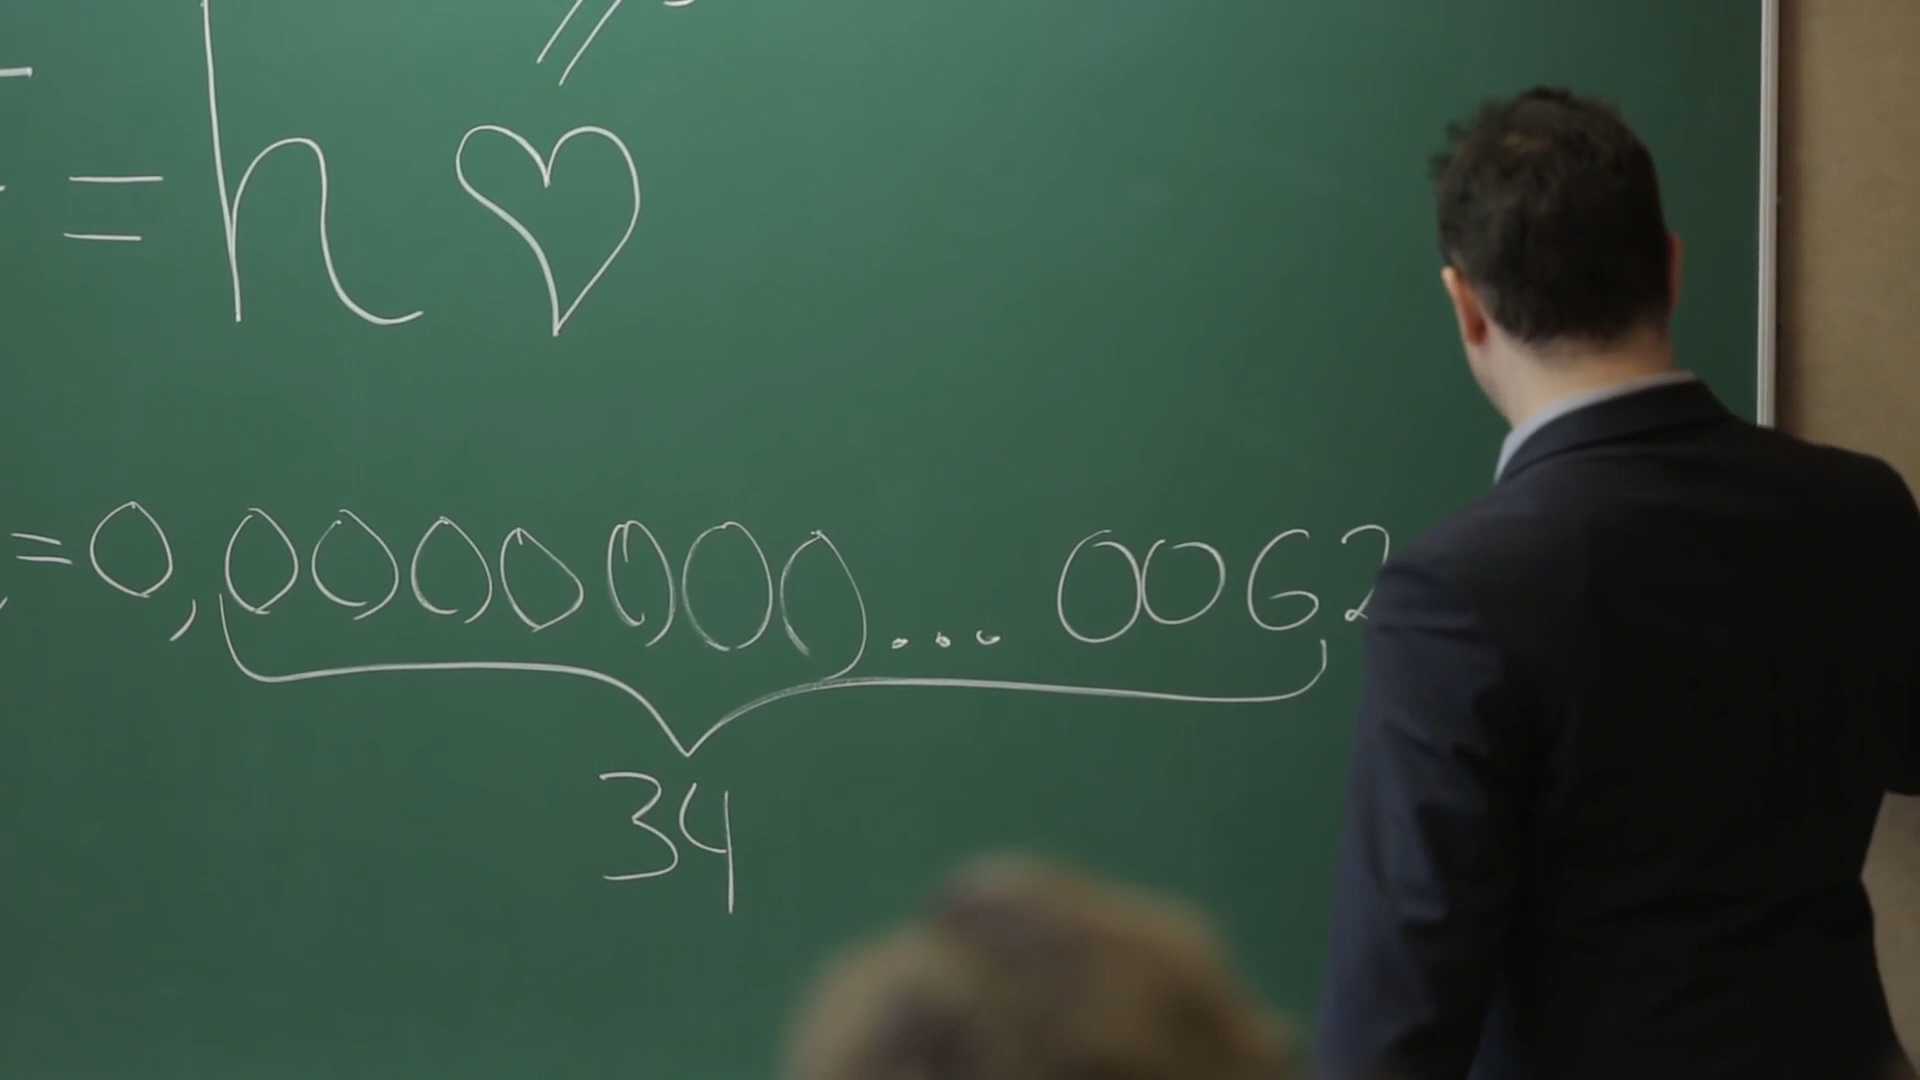 = h ♡
= 0,0000000... 0062
34